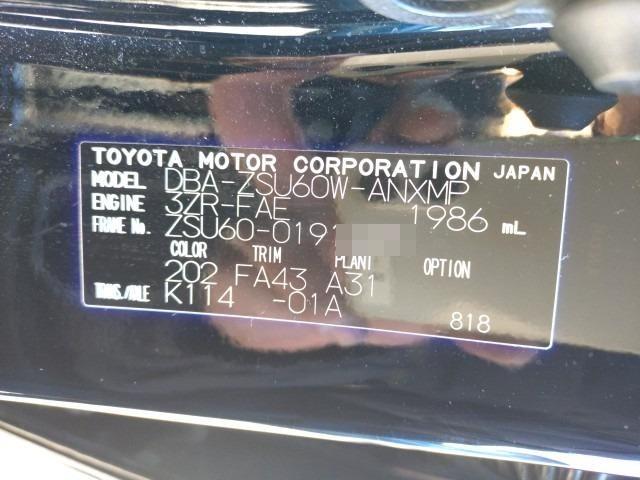 TOYOTA MOTOR CORPORATION JAPAN
MODEL DBA-ZSU60W-ANXMP
ENGINE 3ZR-FAE 1986 mL
FRAME No. ZSU60-0191
COLOR TRIM PLANT OPTION
202 FA43 A31
TRANS./AXLE K114 -01A 818